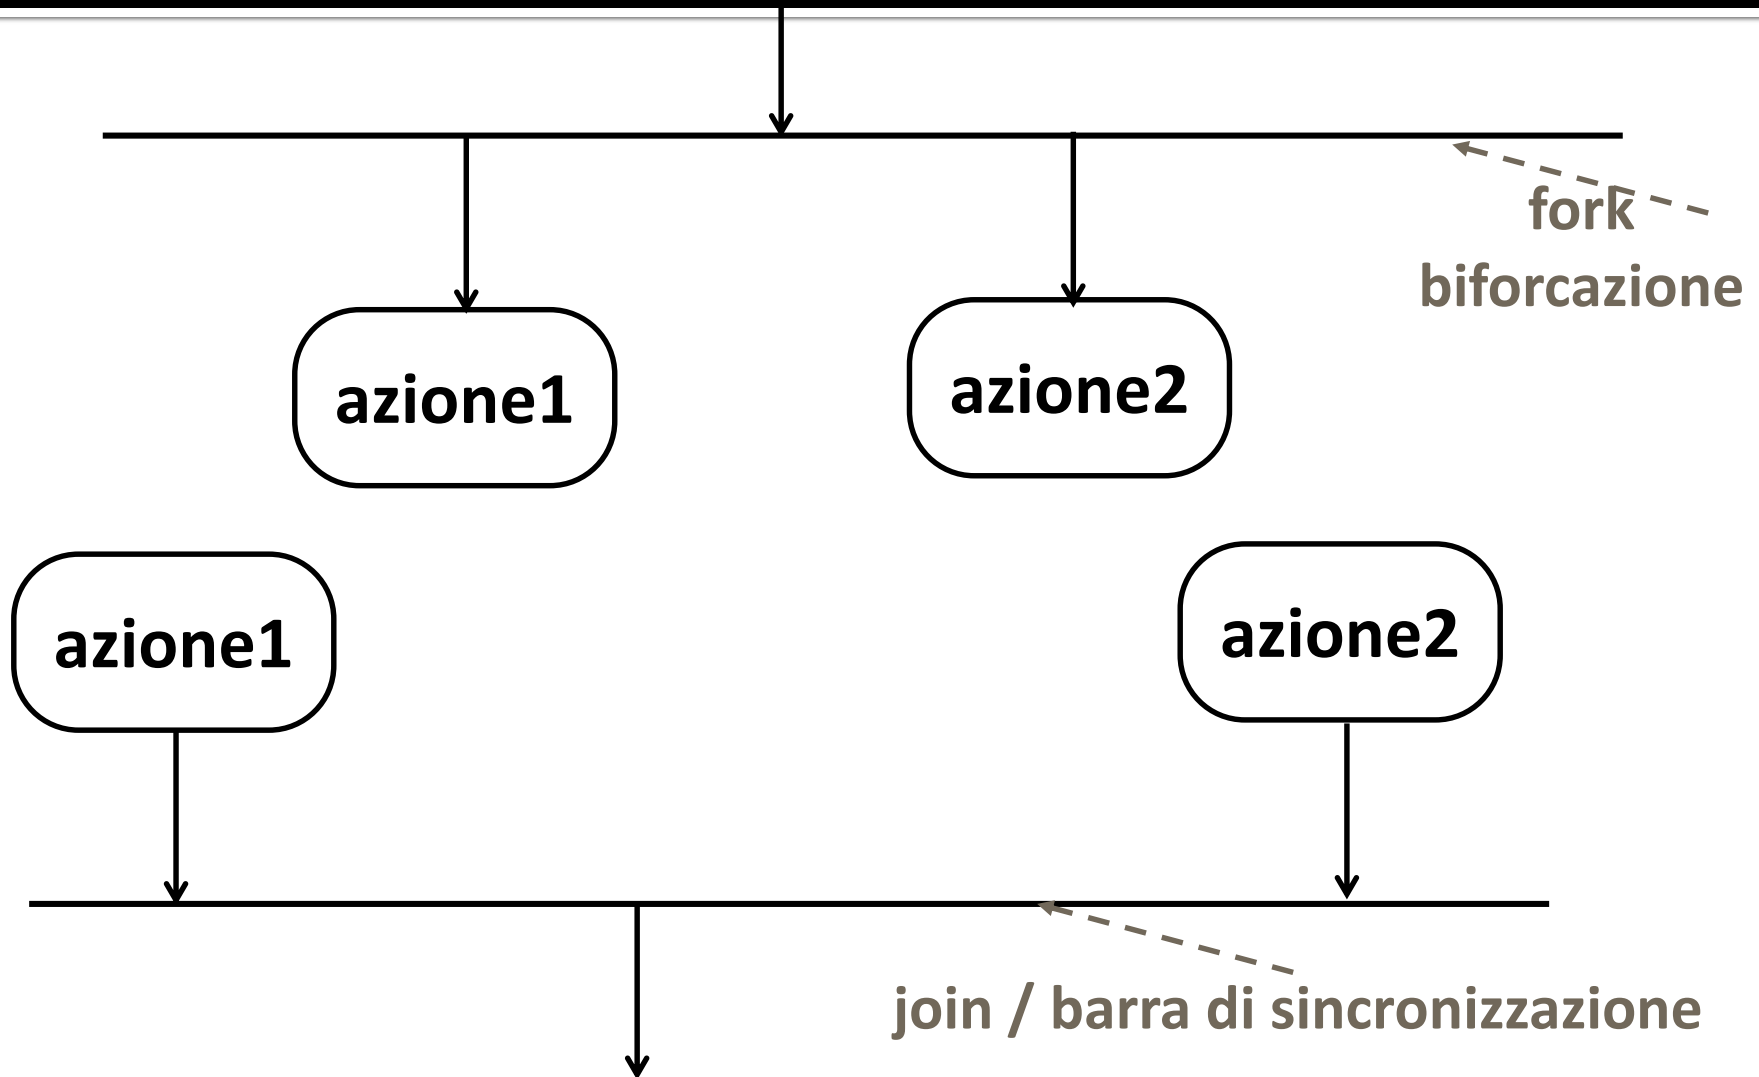 fork
biforcazione
azione1
azione2
azione1
azione2
join / barra di sincronizzazione